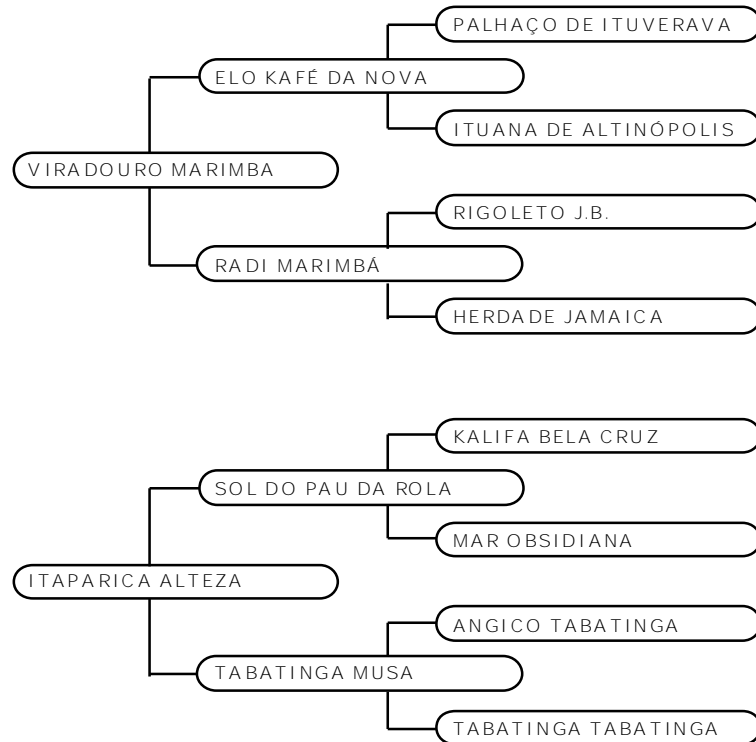 PALHAÇO DE ITUVERAVA
ELO KAFÉ DA NOVA
ITUANA DE ALTINÓPOLIS
VIRADOURO MARIMBA
RIGOLETO J.B.
RADI MARIMBÁ
HERDADE JAMAICA
KALIFA BELA CRUZ
SOL DO PAU DA ROLA
MAR OBSIDIANA
ITAPARICA ALTEZA
ANGICO TABATINGA
TABATINGA MUSA
TABATINGA TABATINGA